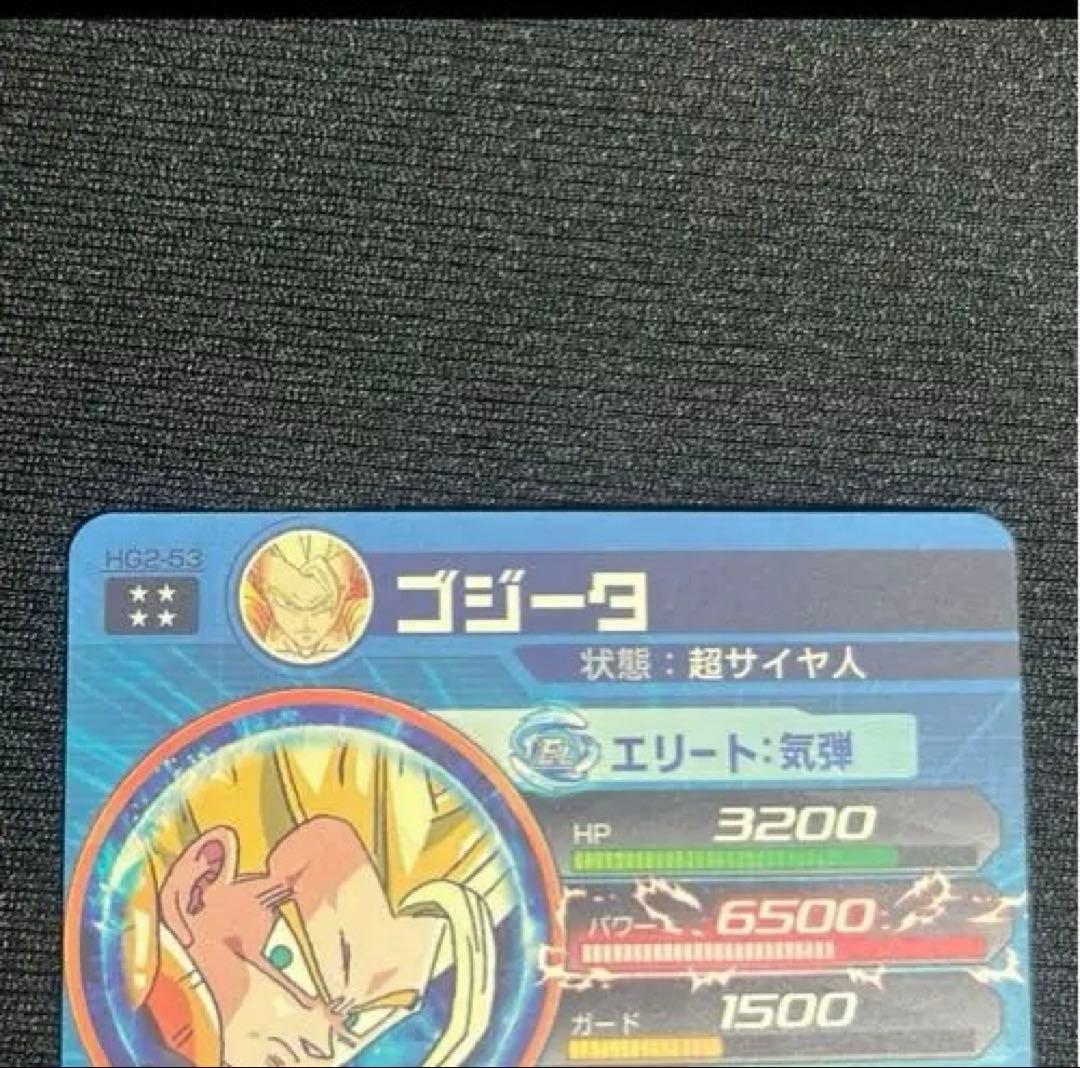 HG2-53
ゴジータ
状態：超サイヤ人
エリート：気弾
HP 3200
パワー 6500
ガード 1500